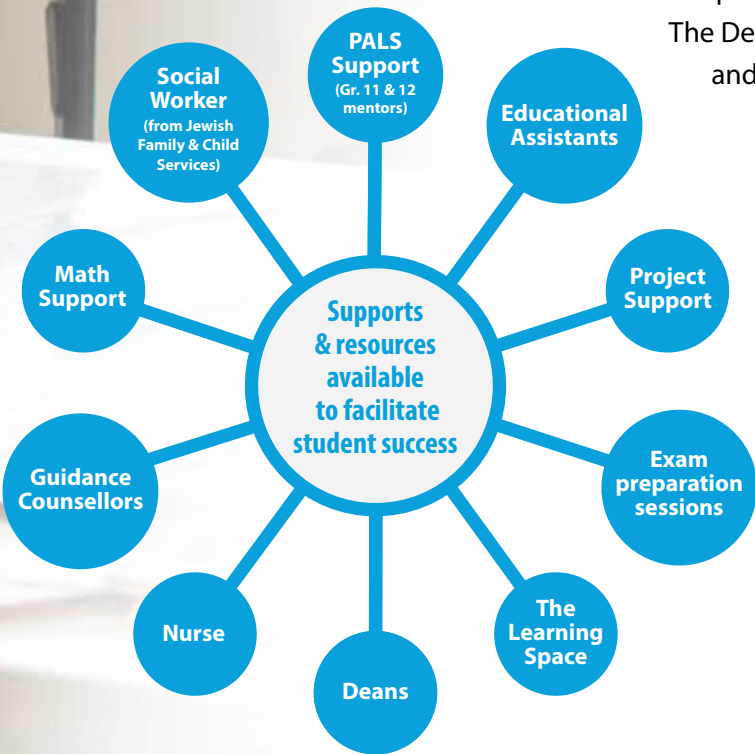 The De
and
PALS
Support
(Gr. 11 & 12
mentors)
Educational
Assistants
Project
Support
Exam
preparation
sessions
The
Learning
Space
Deans
Nurse
Guidance
Counsellors
Math
Support
Social
Worker
(from Jewish
Family & Child
Services)
Supports
& resources
available
to facilitate
student success